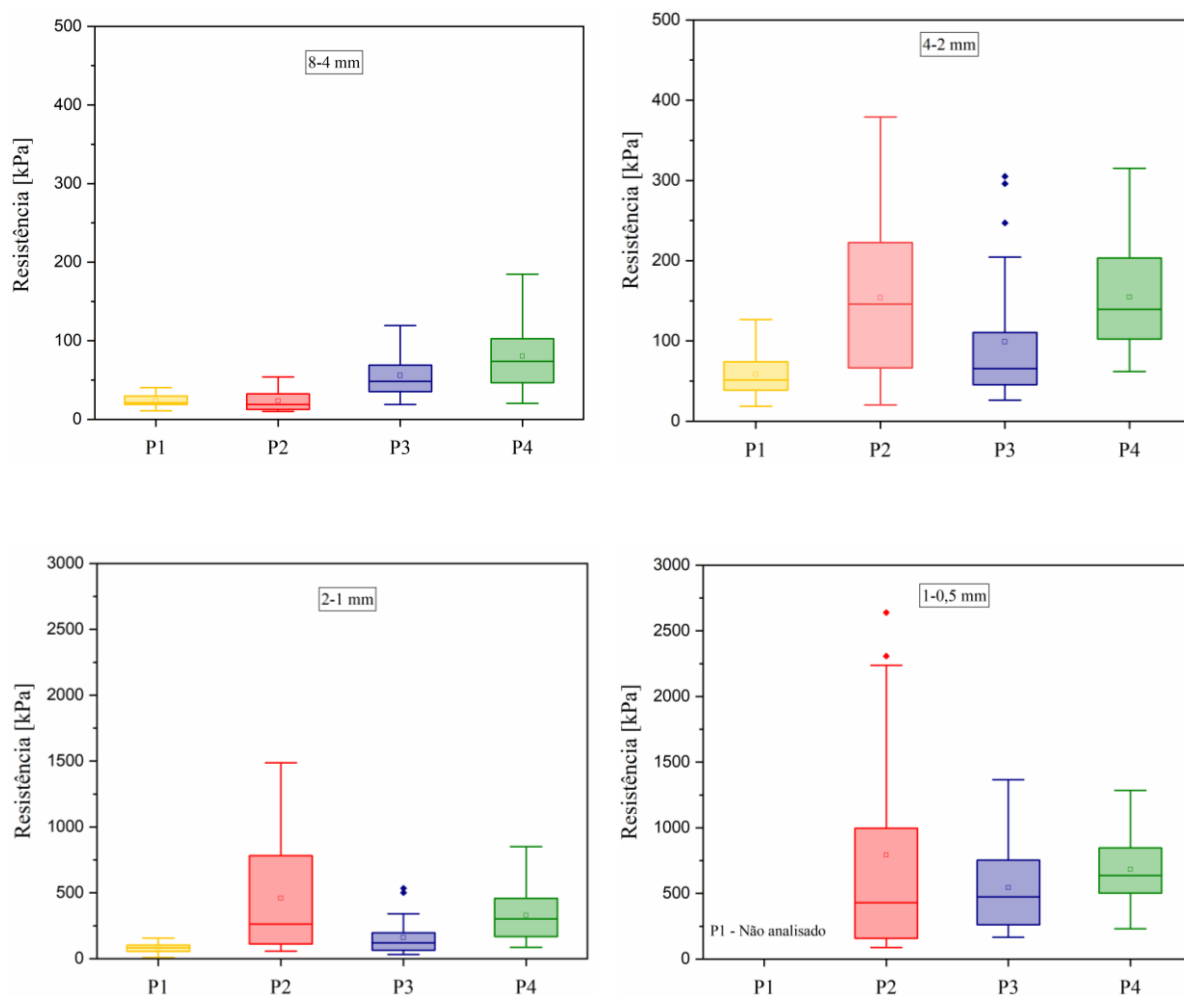 8-4 mm
Resistência [kPa]
500
400
300
200
100
0
P1 P2 P3 P4
4-2 mm
Resistência [kPa]
500
400
300
200
100
0
P1 P2 P3 P4
2-1 mm
Resistência [kPa]
3000
2500
2000
1500
1000
500
0
P1 P2 P3 P4
1-0,5 mm
Resistência [kPa]
3000
2500
2000
1500
1000
500
0
P1 - Não analisado
P1 P2 P3 P4